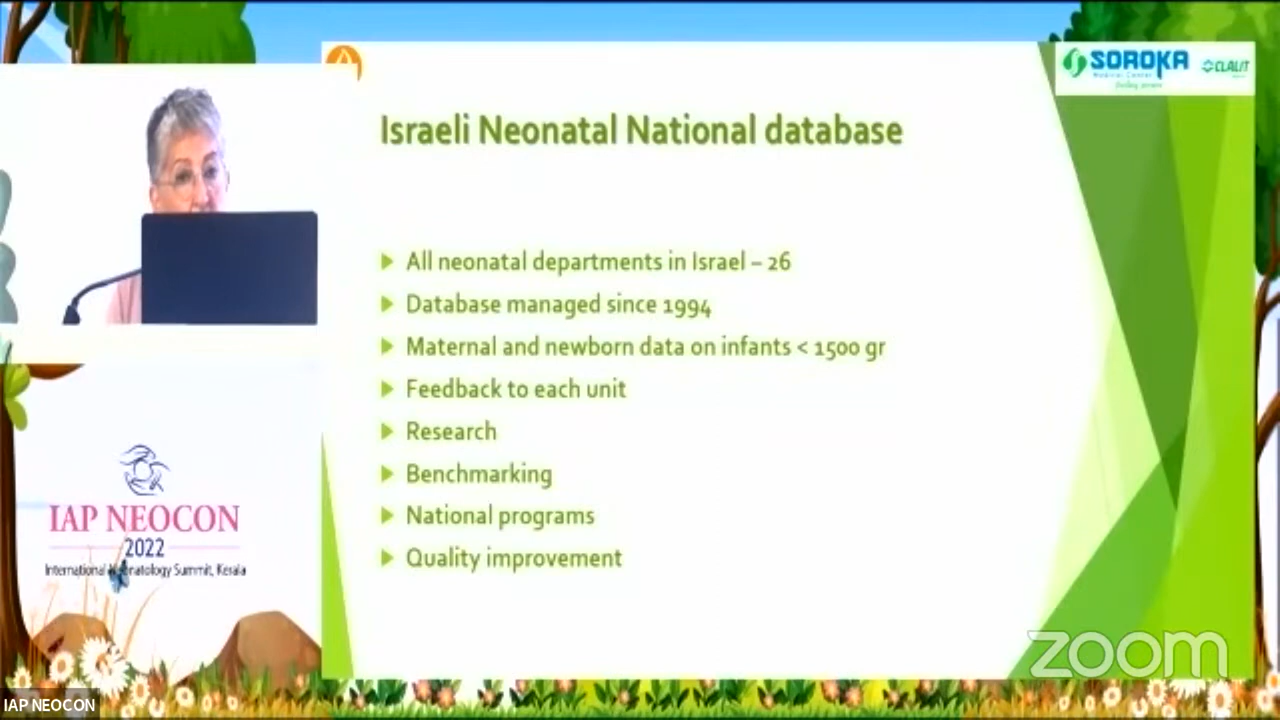 SOROKA
Medical Center
CLALIT
Israeli Neonatal National database
All neonatal departments in Israel – 26
Database managed since 1994
Maternal and newborn data on infants < 1500 gr
Feedback to each unit
Research
Benchmarking
National programs
Quality improvement
IAP NEOCON
2022
International Neonatology Summit, Kerala
zoom
IAP NEOCON